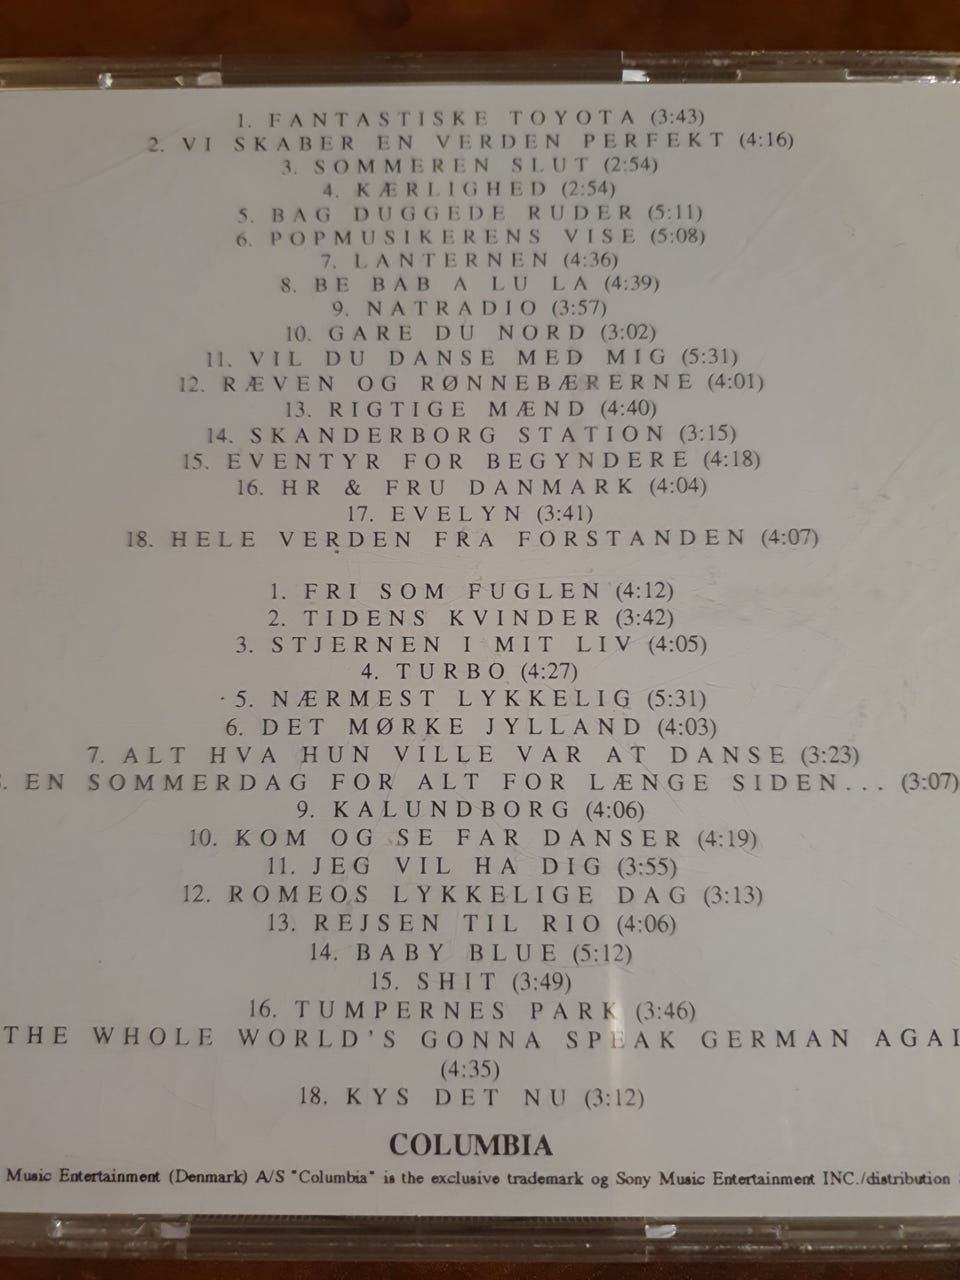 1. FANTASTISKE TOYOTA (3:43)
2. VI SKABER EN VERDEN PERFEKT (4:16)
3. SOMMEREN SLUT (2:54)
4. KÆRLIGHED (2:54)
5. BAG DUGGEDE RUDER (5:11)
6. POPMUSIKERENS VISE (5:08)
7. LANTERNEN (4:36)
8. BE BAB A LU LA (4:39)
9. NATRADIO (3:57)
10. GARE DU NORD (3:02)
11. VIL DU DANSE MED MIG (5:31)
12. RÆVEN OG RØNNEBÆRERNE (4:01)
13. RIGTIGE MÆND (4:40)
14. SKANDERBORG STATION (3:15)
15. EVENTYR FOR BEGYNDERE (4:18)
16. HR & FRU DANMARK (4:04)
17. EVELYN (3:41)
18. HELE VERDEN FRA FORSTANDEN (4:07)
1. FRI SOM FUGLEN (4:12)
2. TIDENS KVINDER (3:42)
3. STJERNEN I MIT LIV (4:05)
4. TURBO (4:27)
5. NÆRMEST LYKKELIG (5:31)
6. DET MØRKE JYLLAND (4:03)
7. ALT HVA HUN VILLE VAR AT DANSE (3:23)
. EN SOMMERDAG FOR ALT FOR LÆNGE SIDEN... (3:07)
9. KALUNDBORG (4:06)
10. KOM OG SE FAR DANSER (4:19)
11. JEG VIL HA DIG (3:55)
12. ROMEOS LYKKELIGE DAG (3:13)
13. REJSEN TIL RIO (4:06)
14. BABY BLUE (5:12)
15. SHIT (3:49)
16. TUMPERNES PARK (3:46)
THE WHOLE WORLD'S GONNA SPEAK GERMAN AGAI
(4:35)
18. KYS DET NU (3:12)
COLUMBIA
Music Entertainment (Denmark) A/S "Columbia" is the exclusive trademark og Sony Music Entertainment INC./distribution